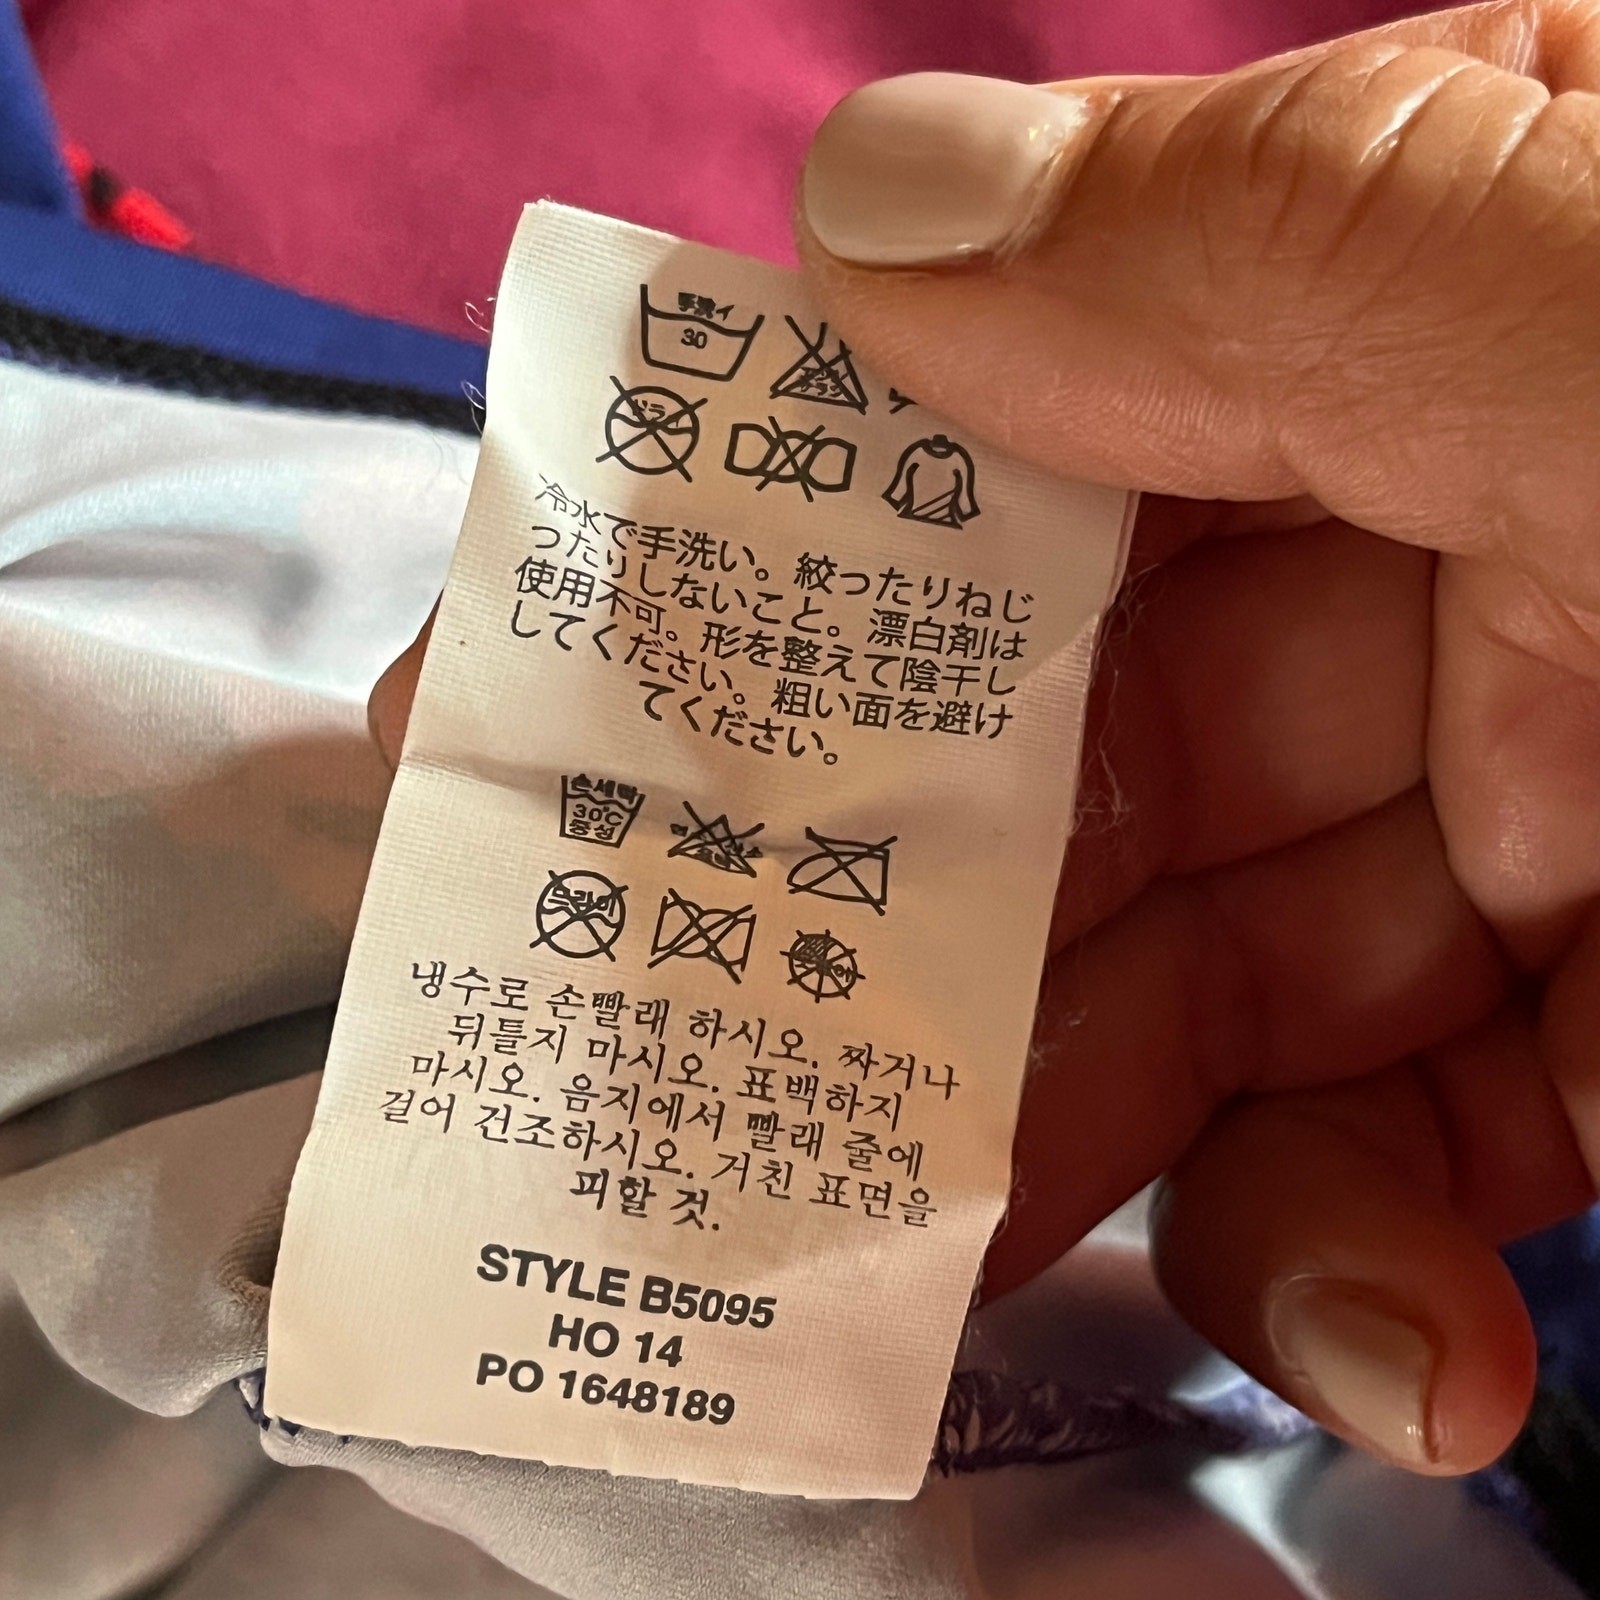 手洗イ
30
ドライ
冷水で手洗い。絞ったりねじ
ったりしないこと。漂白剤は
使用不可。形を整えて陰干し
してください。粗い面を避け
てください。
손세탁
30℃
중성
드라이
냉수로 손빨래 하시오. 짜거나
뒤틀지 마시오. 표백하지
마시오. 음지에서 빨래 줄에
걸어 건조하시오. 거친 표면을
피할 것.
STYLE B5095
HO 14
PO 1648189